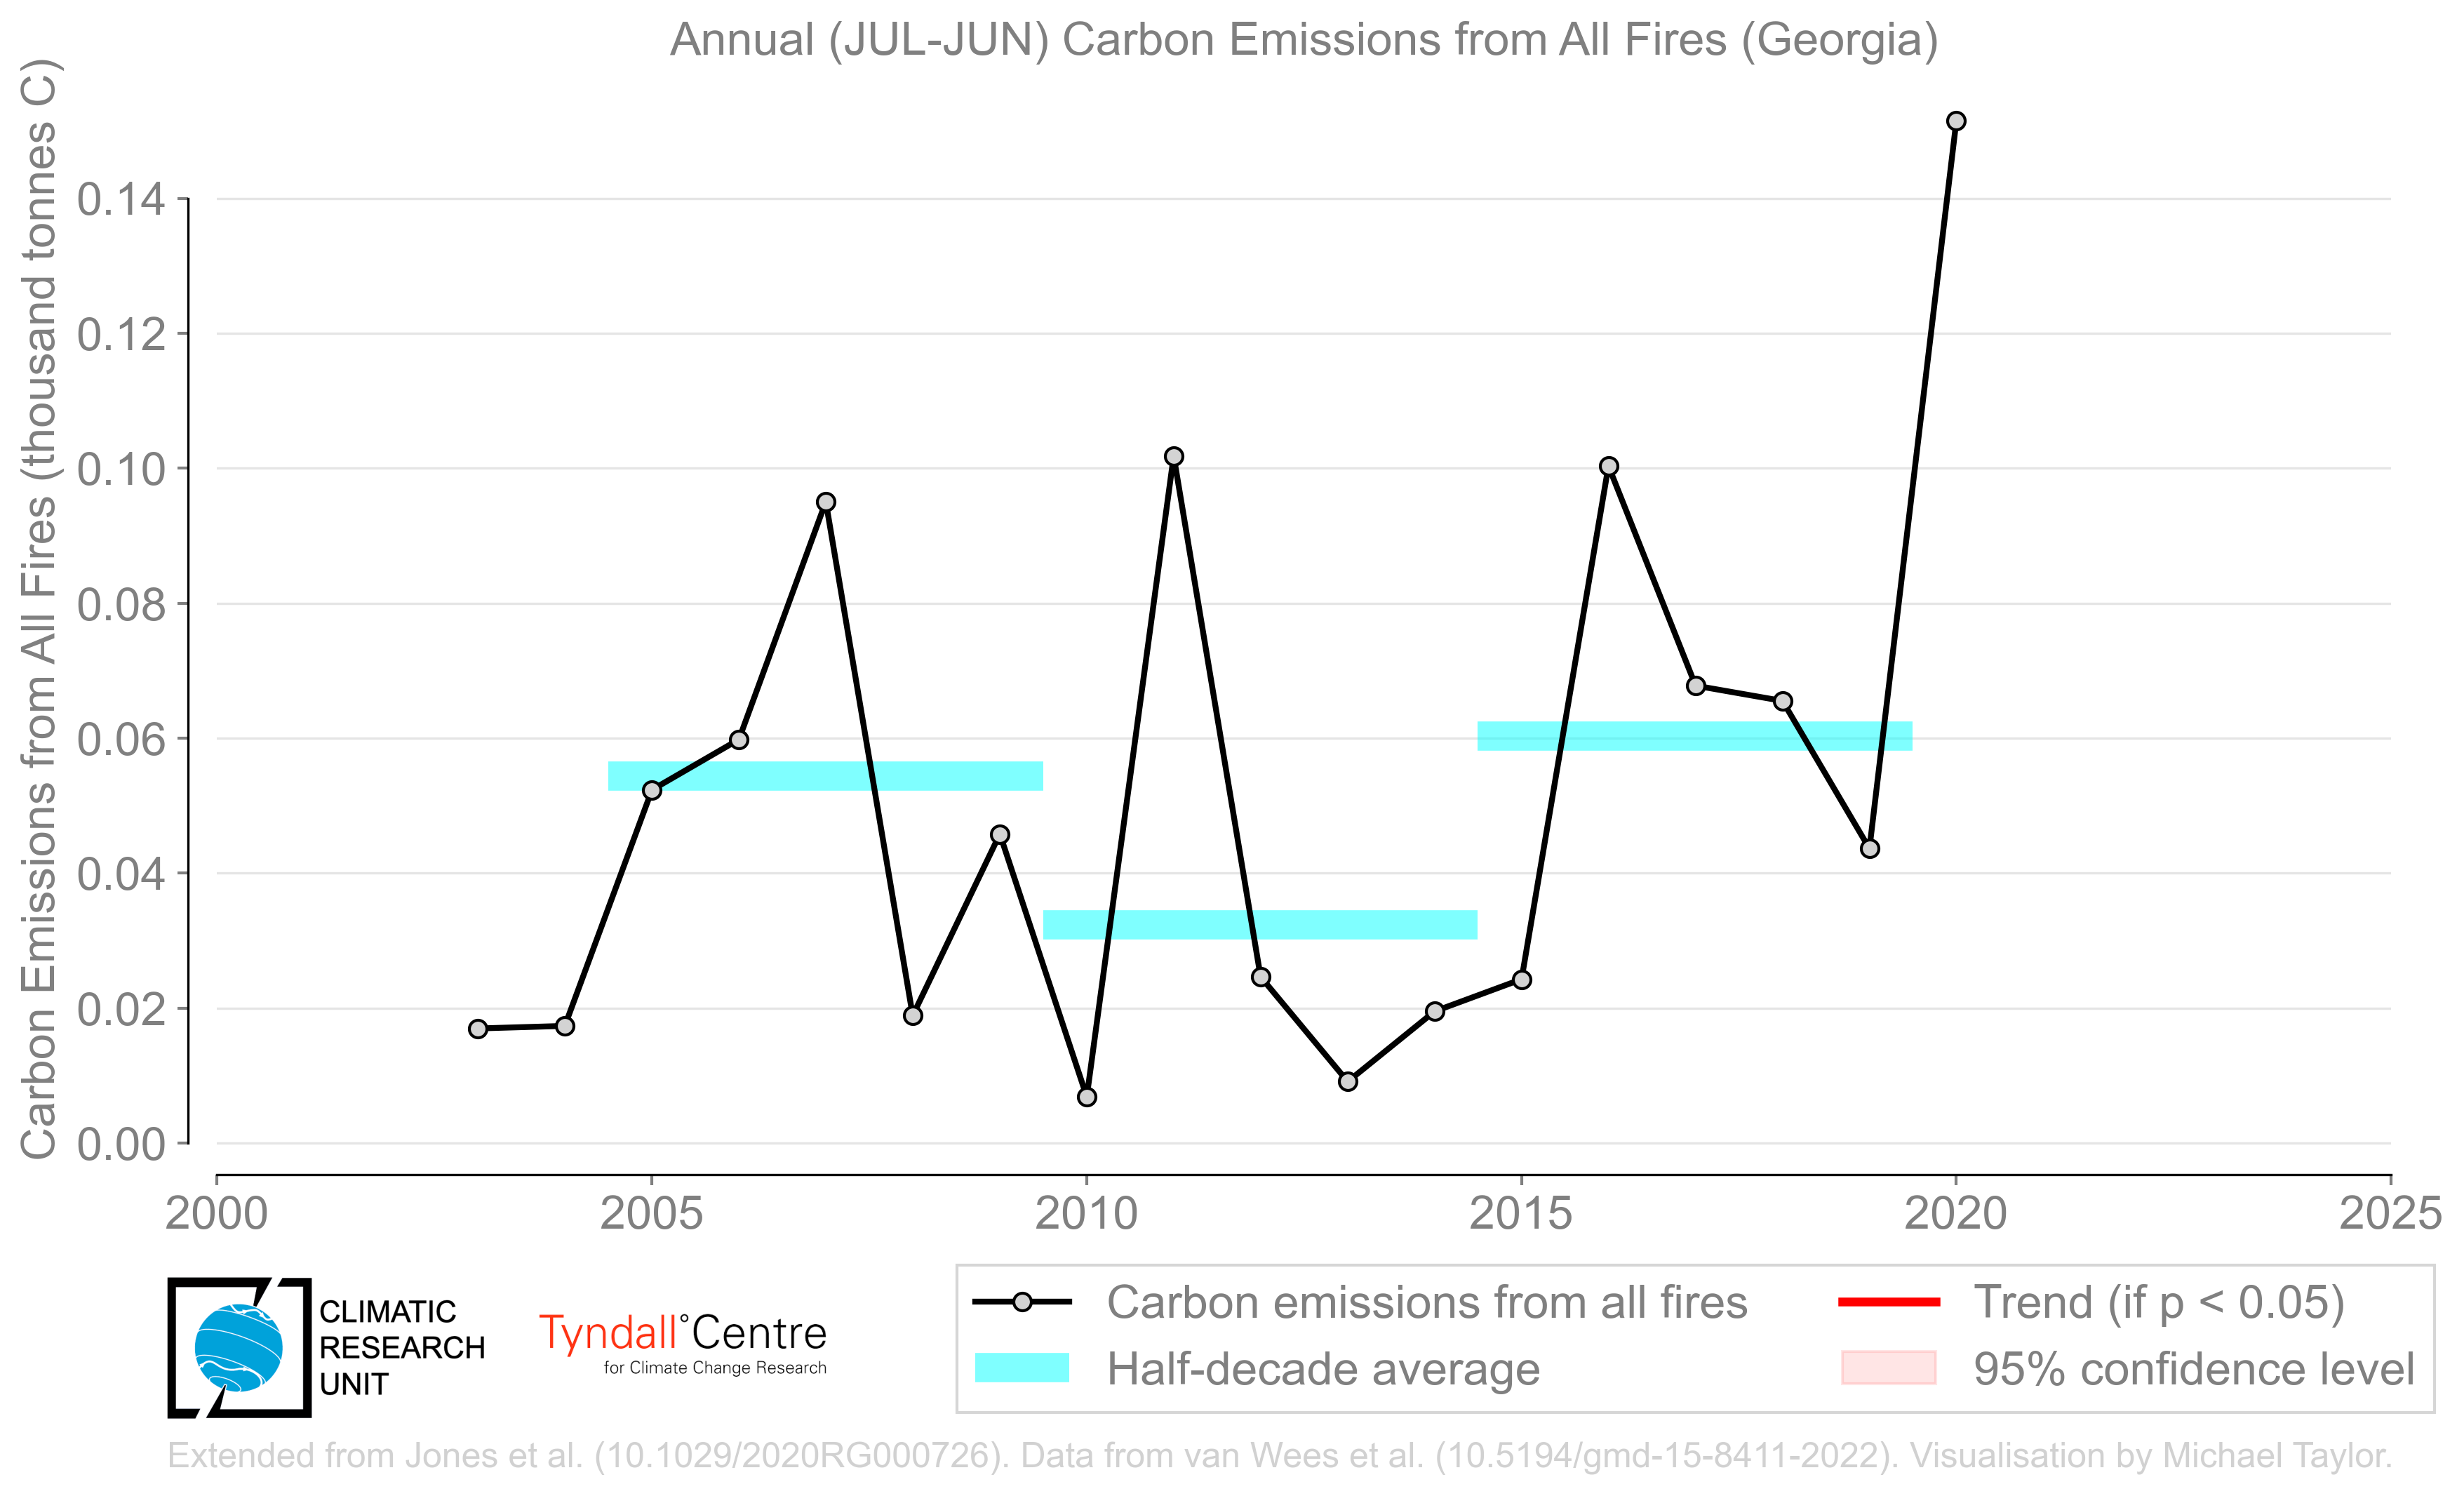 Annual (JUL-JUN) Carbon Emissions from All Fires (Georgia)
Carbon Emissions from All Fires (thousand tonnes C)
0.14
0.12
0.10
0.08
0.06
0.04
0.02
0.00
2000 2005 2010 2015 2020 2025
CLIMATIC
RESEARCH
UNIT
Tyndall°Centre
for Climate Change Research
Carbon emissions from all fires
Half-decade average
Trend (if p < 0.05)
95% confidence level
Extended from Jones et al. (10.1029/2020RG000726). Data from van Wees et al. (10.5194/gmd-15-8411-2022). Visualisation by Michael Taylor.